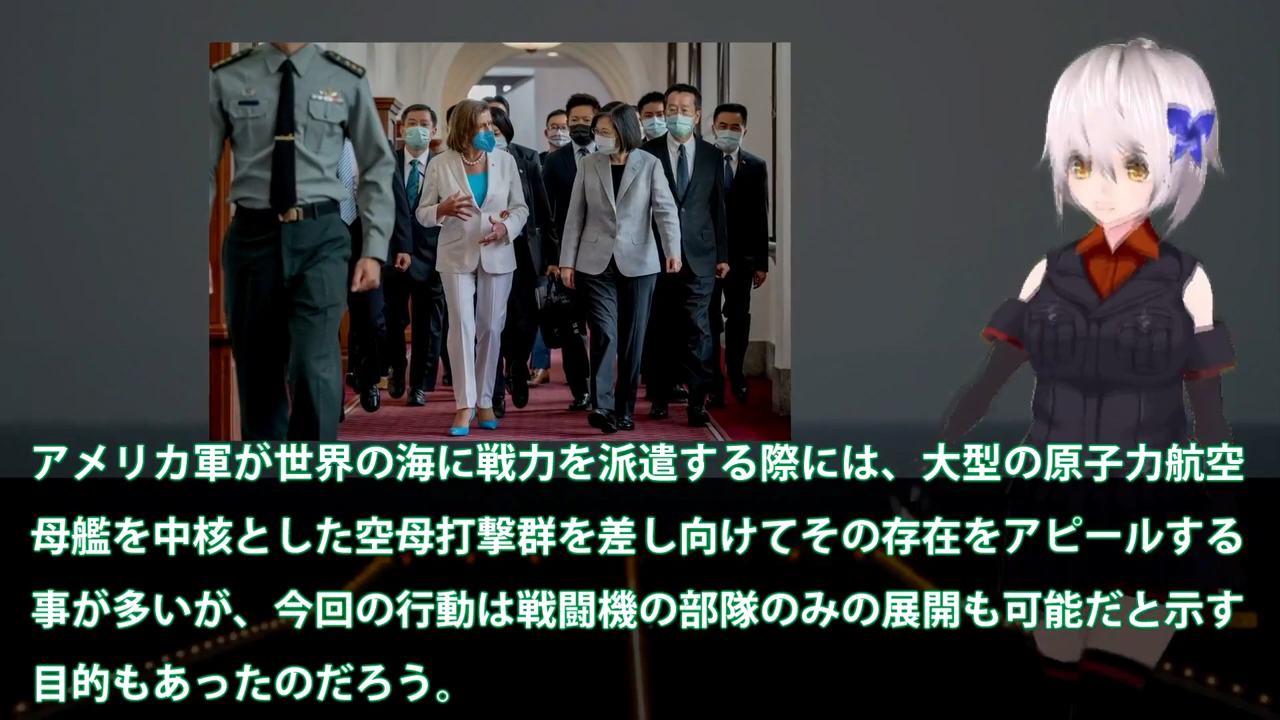 アメリカ軍が世界の海に戦力を派遣する際には、大型の原子力航空
母艦を中核とした空母打撃群を差し向けてその存在をアピールする
事が多いが、今回の行動は戦闘機の部隊のみの展開も可能だと示す
目的もあったのだろう。